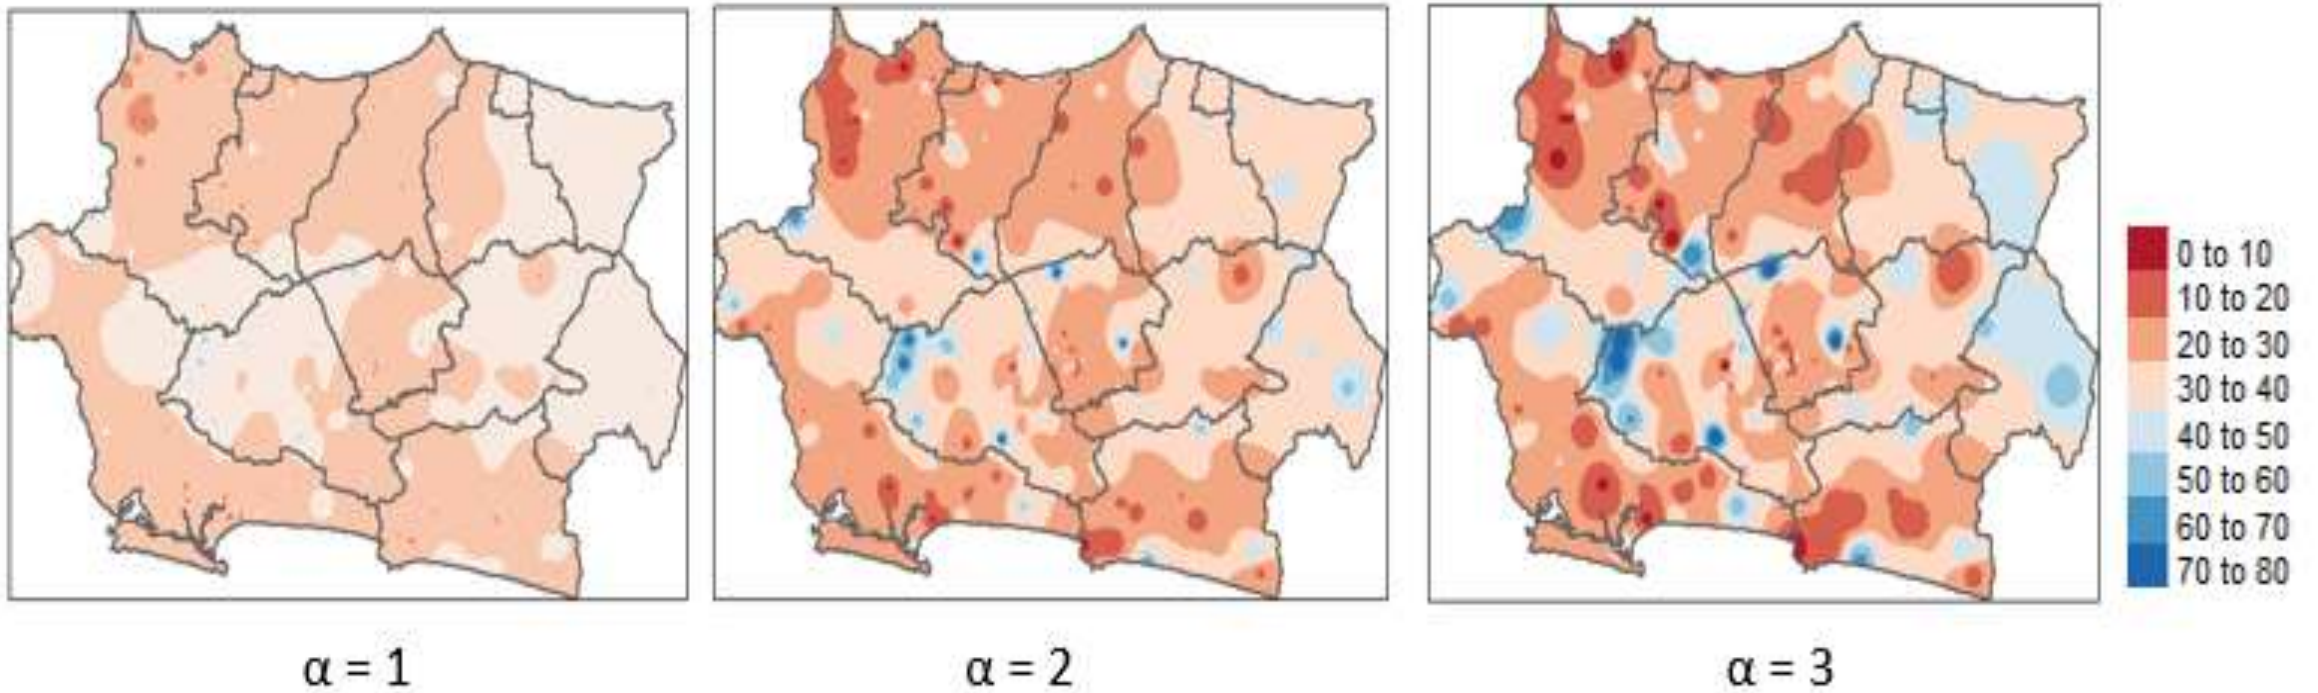 0 to 10
10 to 20
20 to 30
30 to 40
40 to 50
50 to 60
60 to 70
70 to 80
α = 1
α = 2
α = 3